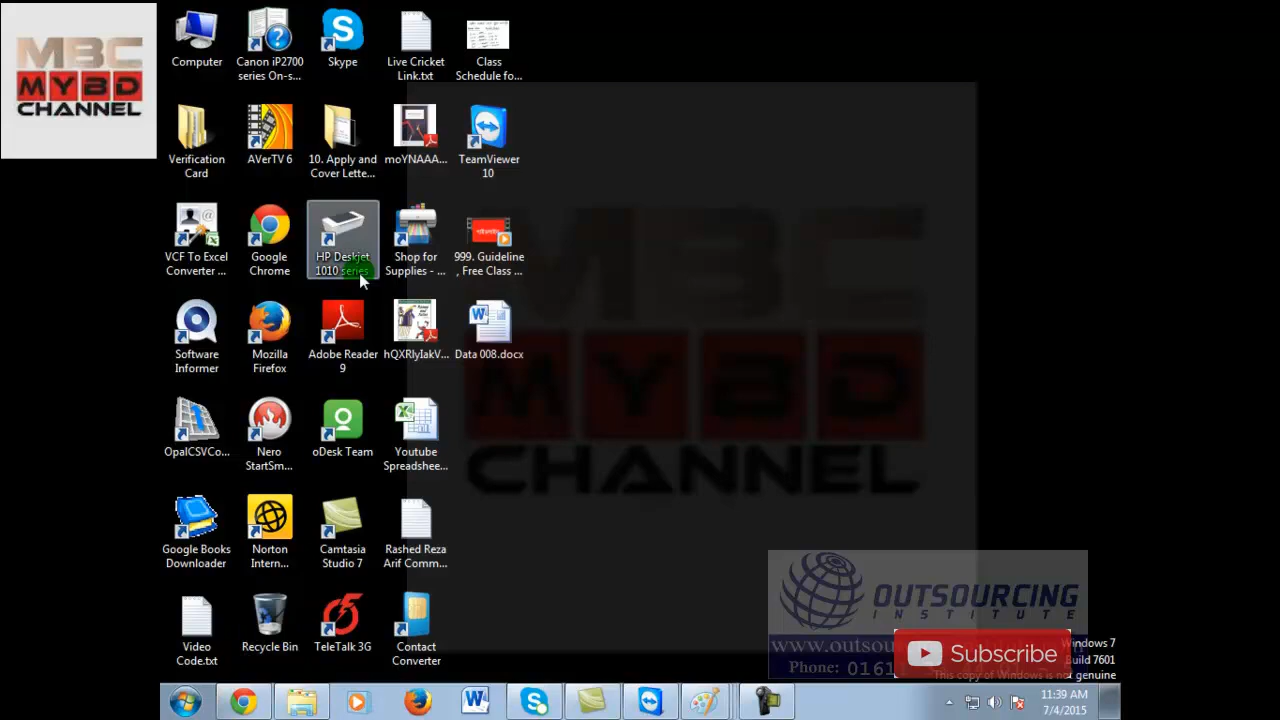 MBC
MYBD
CHANNEL
Computer
Canon iP2700
series On-s...
Skype
Live Cricket
Link.txt
Class
Schedule fo...
Verification
Card
AVerTV 6
10. Apply and
Cover Lette...
moYNAAA...
TeamViewer
10
VCF To Excel
Converter ...
Google
Chrome
HP Deskjet
1010 series
Shop for
Supplies - ...
999. Guideline
, Free Class ...
Software
Informer
Mozilla
Firefox
Adobe Reader
9
hQXRlyIakV...
Data 008.docx
OpalCSVCo...
Nero
StartSm...
oDesk Team
Youtube
Spreadshee...
Google Books
Downloader
Norton
Intern...
Camtasia
Studio 7
Rashed Reza
Arif Comm...
Video
Code.txt
Recycle Bin
TeleTalk 3G
Contact
Converter
MBC
MYBD
CHANNEL
OUTSOURCING
INSTITUTE
www.outsou
Phone: 0161
Subscribe
Windows 7
Build 7601
This copy of Windows is not genuine
11:39 AM
7/4/2015